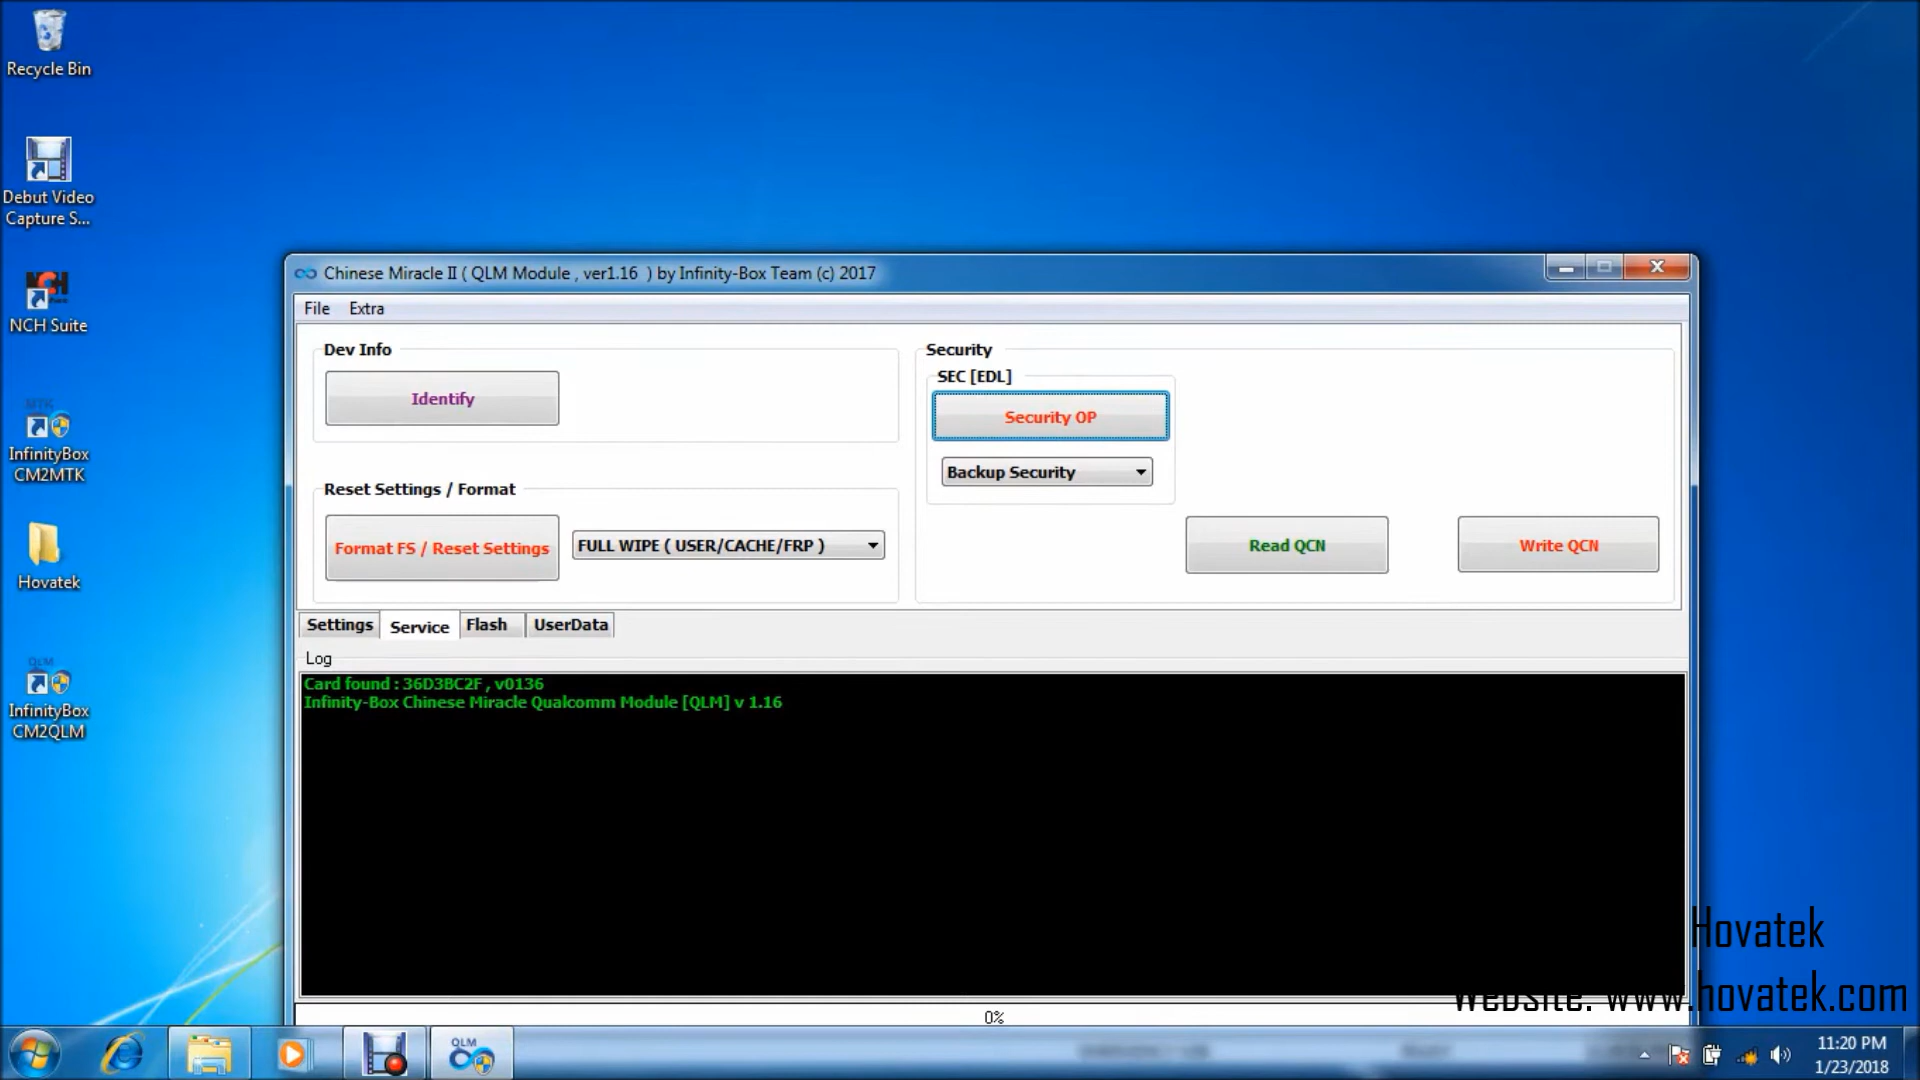 Recycle Bin
Debut Video
Capture S...
NCH Suite
InfinityBox
CM2MTK
Hovatek
InfinityBox
CM2QLM
Chinese Miracle II ( QLM Module , ver1.16 ) by Infinity-Box Team (c) 2017
File Extra
Dev Info
Identify
Reset Settings / Format
Format FS / Reset Settings
FULL WIPE ( USER/CACHE/FRP )
Security
SEC [EDL]
Security OP
Backup Security
Read QCN
Write QCN
Settings Service Flash UserData
Log
Card found : 36D3BC2F , v0136
Infinity-Box Chinese Miracle Qualcomm Module [QLM] v 1.16
0%
Hovatek
Website: www.hovatek.com
QLM
11:20 PM
1/23/2018